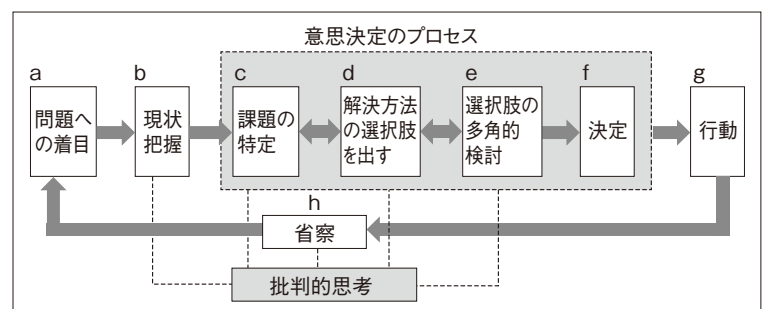 意思決定のプロセス
a
問題へ
の着目
b
現状
把握
c
課題の
特定
d
解決方法
の選択肢
を出す
e
選択肢の
多角的
検討
f
決定
g
行動
h
省察
批判的思考